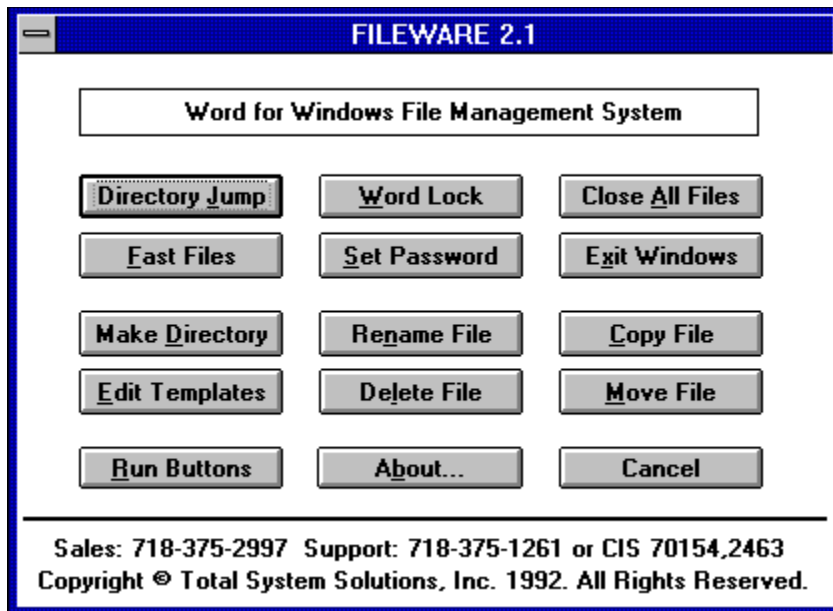 FILEWARE 2.1
Word for Windows File Management System
Directory Jump Word Lock Close All Files
Fast Files Set Password Exit Windows
Make Directory Rename File Copy File
Edit Templates Delete File Move File
Run Buttons About... Cancel
Sales: 718-375-2997 Support: 718-375-1261 or CIS 70154,2463
Copyright © Total System Solutions, Inc. 1992. All Rights Reserved.